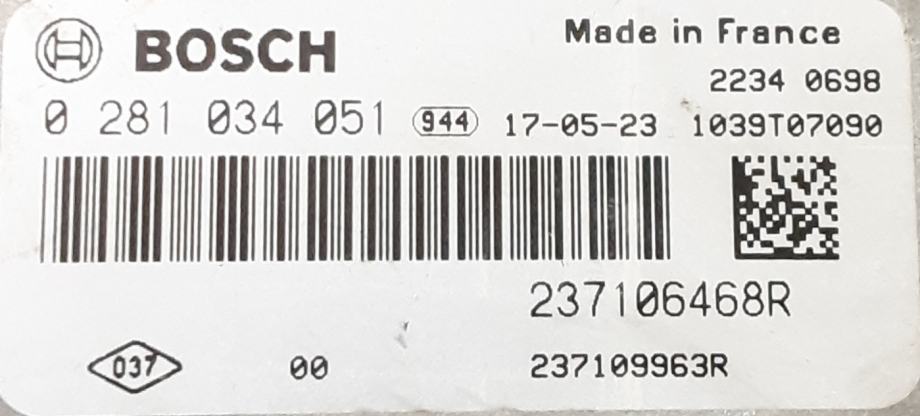 BOSCH Made in France
2234 0698
0 281 034 051 944 17-05-23 1039T07090
237106468R
037 00 237109963R